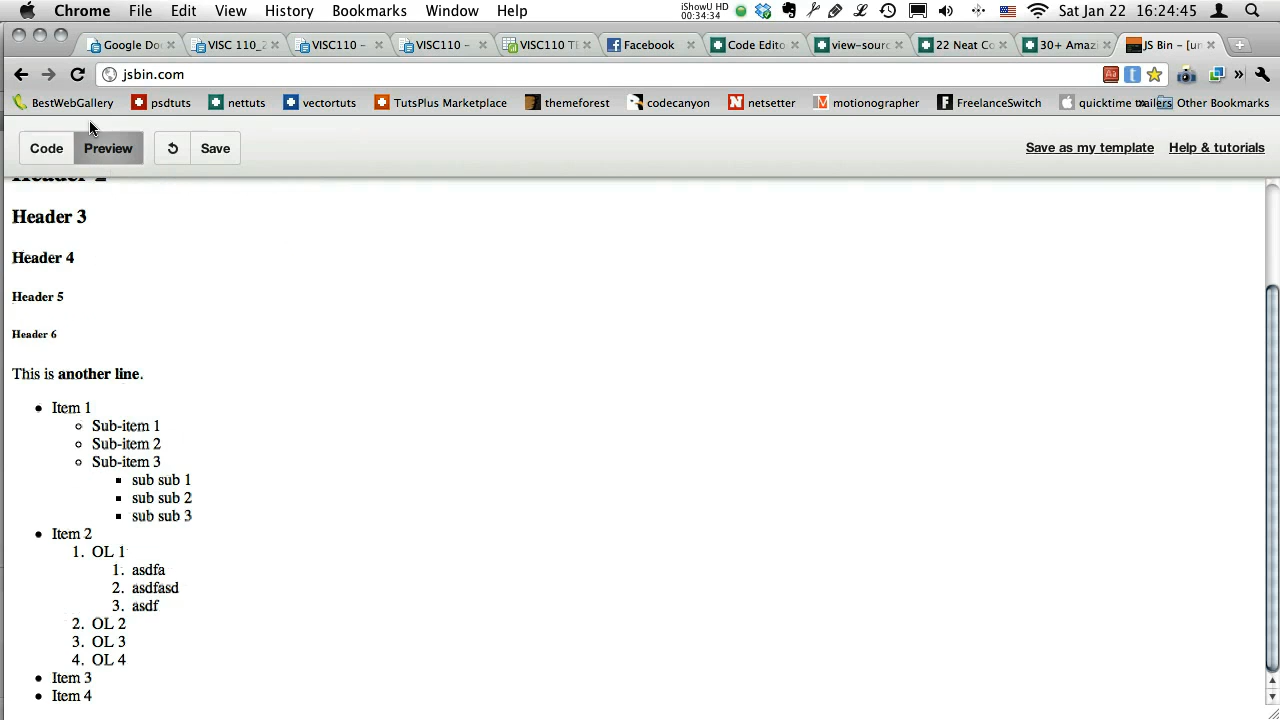 Chrome File Edit View History Bookmarks Window Help iShowU HD 00:34:34 Sat Jan 22 16:24:45
Google Do VISC 110_2 VISC110 - VISC110 - VISC110 TE Facebook Code Edito view-sourc 22 Neat Co 30+ Amaz JS Bin - [un
jsbin.com
BestWebGallery psdtuts nettuts vectortuts TutsPlus Marketplace themeforest codecanyon netsetter motionographer FreelanceSwitch quicktime trailers Other Bookmarks
Code Preview Save Save as my template Help & tutorials
Header 2
Header 3
Header 4
Header 5
Header 6
This is another line.
Item 1
Sub-item 1
Sub-item 2
Sub-item 3
sub sub 1
sub sub 2
sub sub 3
Item 2
1. OL 1
1. asdfa
2. asdfasd
3. asdf
2. OL 2
3. OL 3
4. OL 4
Item 3
Item 4